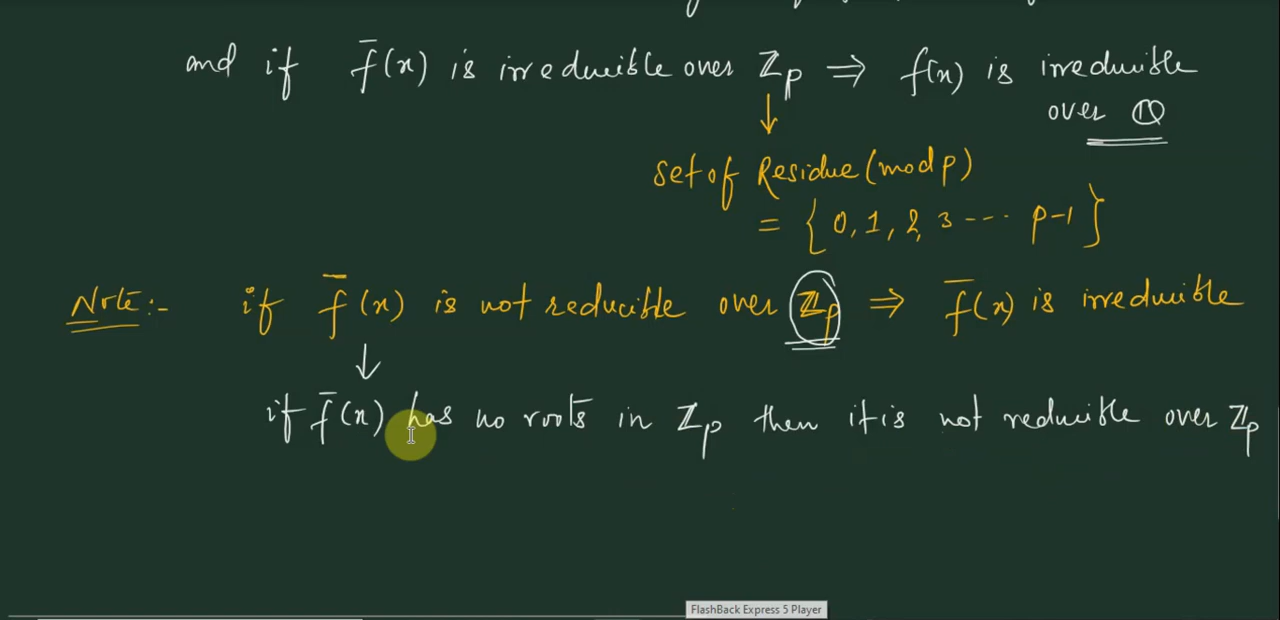 and if f̄(x) is irreducible over ℤp ⇒ f(x) is irreducible
over ℚ
↓
set of Residue (mod p)
= {0, 1, 2, 3 ---- p-1}
Note:- if f̄(x) is not reducible over ℤp ⇒ f̄(x) is irreducible
↓
if f̄(x) has no roots in ℤp then it is not reducible over ℤp
FlashBack Express 5 Player